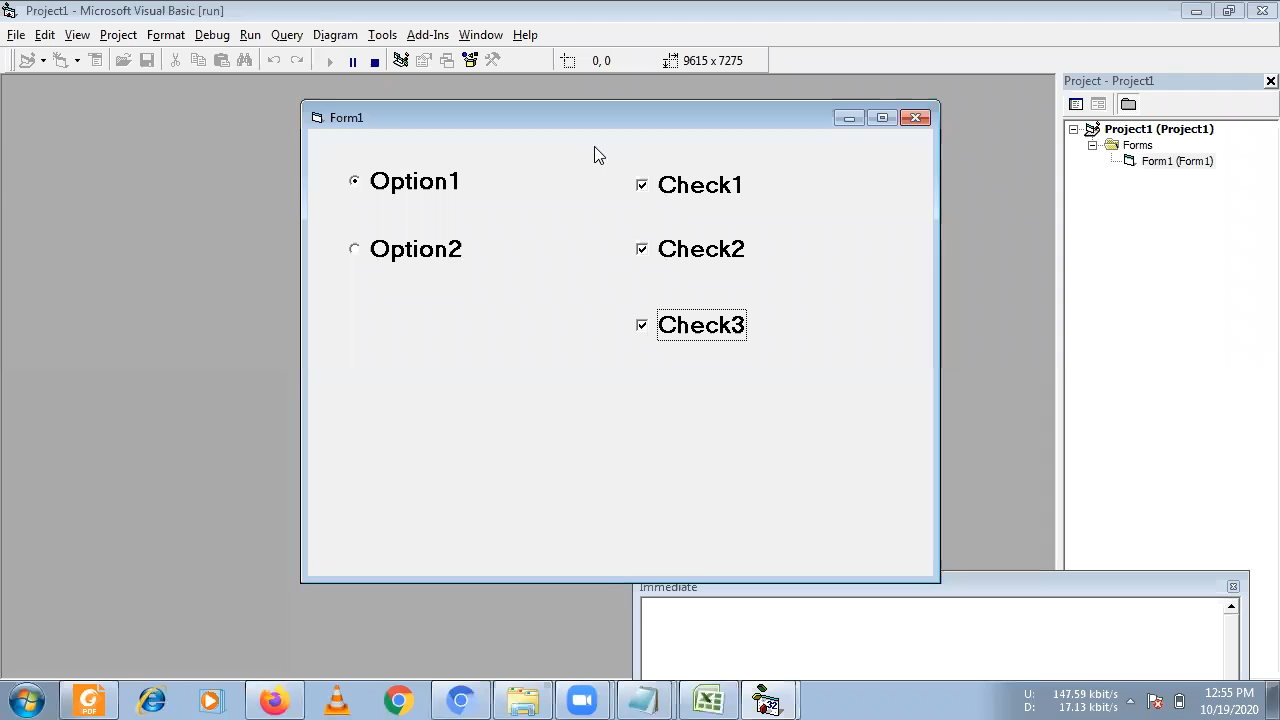 Project1 - Microsoft Visual Basic [run]
File Edit View Project Format Debug Run Query Diagram Tools Add-Ins Window Help
0, 0 9615 x 7275
Project - Project1
Project1 (Project1)
Forms
Form1 (Form1)
Form1
Option1
Check1
Option2
Check2
Check3
Immediate
PDF
32
U: 147.59 kbit/s
D: 17.13 kbit/s
12:55 PM
10/19/2020